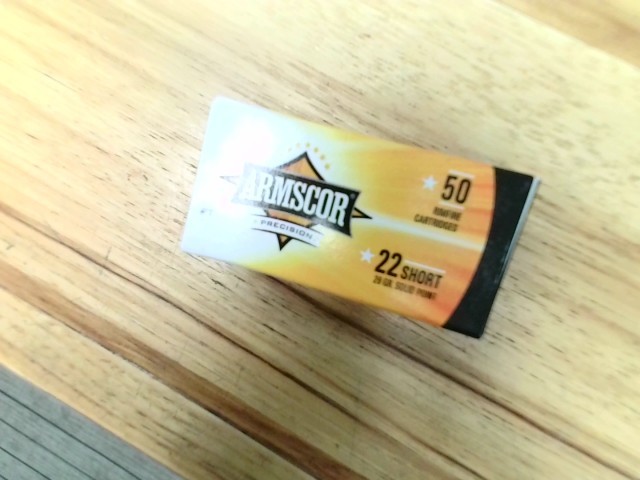 ARMSCOR
PRECISION
50
RIMFIRE
CARTRIDGES
22 SHORT
29 GR. SOLID POINT